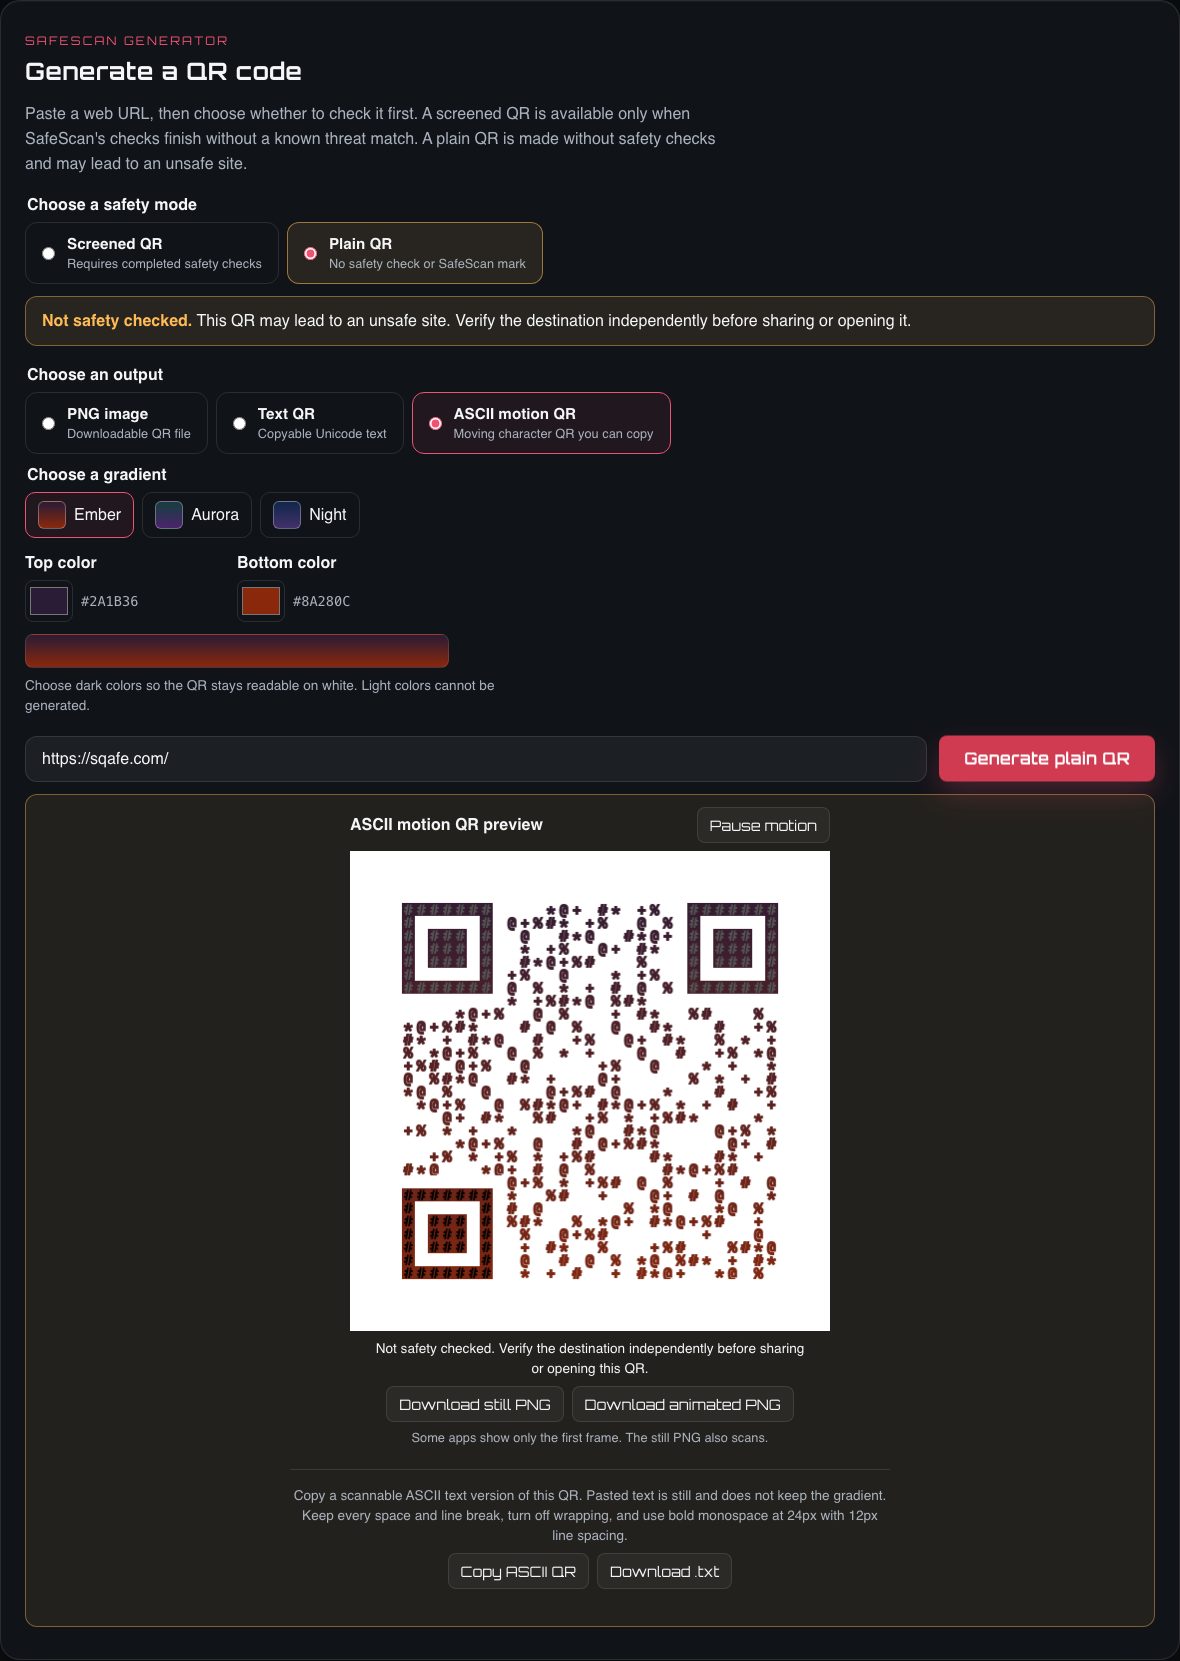 SAFESCAN GENERATOR
Generate a QR code
Paste a web URL, then choose whether to check it first. A screened QR is available only when
SafeScan's checks finish without a known threat match. A plain QR is made without safety checks
and may lead to an unsafe site.
Choose a safety mode
Screened QR
Requires completed safety checks
Plain QR
No safety check or SafeScan mark
Not safety checked. This QR may lead to an unsafe site. Verify the destination independently before sharing or opening it.
Choose an output
PNG image
Downloadable QR file
Text QR
Copyable Unicode text
ASCII motion QR
Moving character QR you can copy
Choose a gradient
Ember
Aurora
Night
Top color
Bottom color
#2A1B36
#8A280C
Choose dark colors so the QR stays readable on white. Light colors cannot be
generated.
https://sqafe.com/
Generate plain QR
ASCII motion QR preview
Pause motion
Not safety checked. Verify the destination independently before sharing
or opening this QR.
Download still PNG
Download animated PNG
Some apps show only the first frame. The still PNG also scans.
Copy a scannable ASCII text version of this QR. Pasted text is still and does not keep the gradient.
Keep every space and line break, turn off wrapping, and use bold monospace at 24px with 12px
line spacing.
Copy ASCII QR
Download .txt